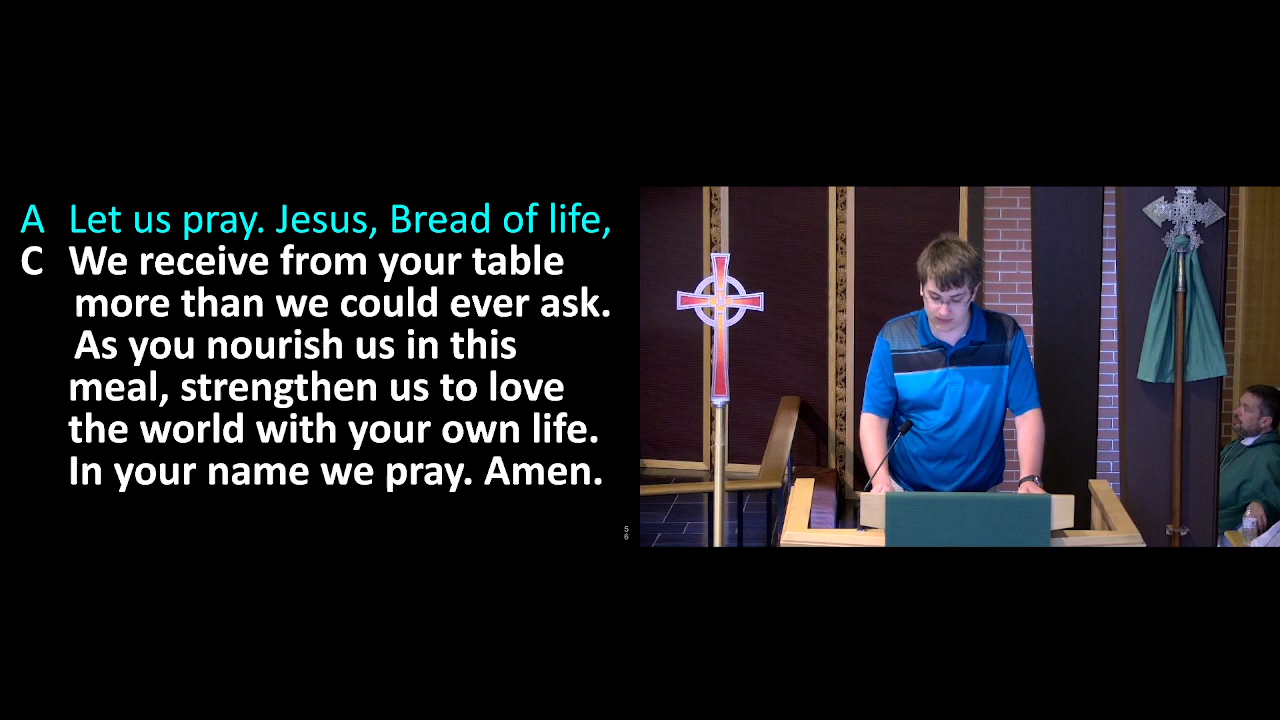 A Let us pray. Jesus, Bread of life,
C We receive from your table
more than we could ever ask.
As you nourish us in this
meal, strengthen us to love
the world with your own life.
In your name we pray. Amen.
5
6